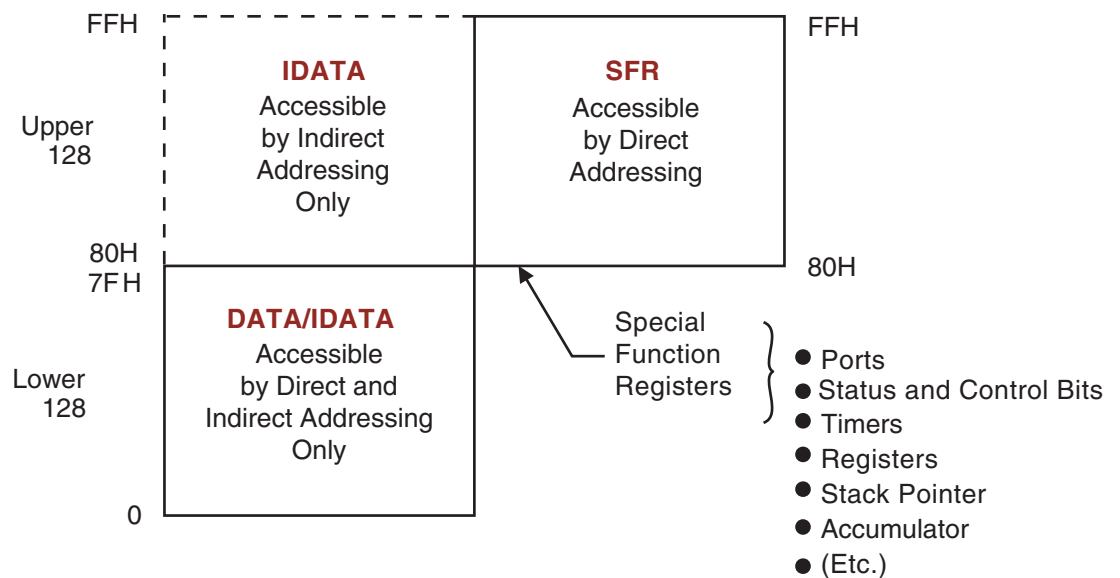 FFH
IDATA
Accessible
by Indirect
Addressing
Only
SFR
Accessible
by Direct
Addressing
FFH
Upper
128
80H
7FH
80H
DATA/IDATA
Accessible
by Direct and
Indirect Addressing
Only
Lower
128
0
Special
Function
Registers
● Ports
● Status and Control Bits
● Timers
● Registers
● Stack Pointer
● Accumulator
● (Etc.)